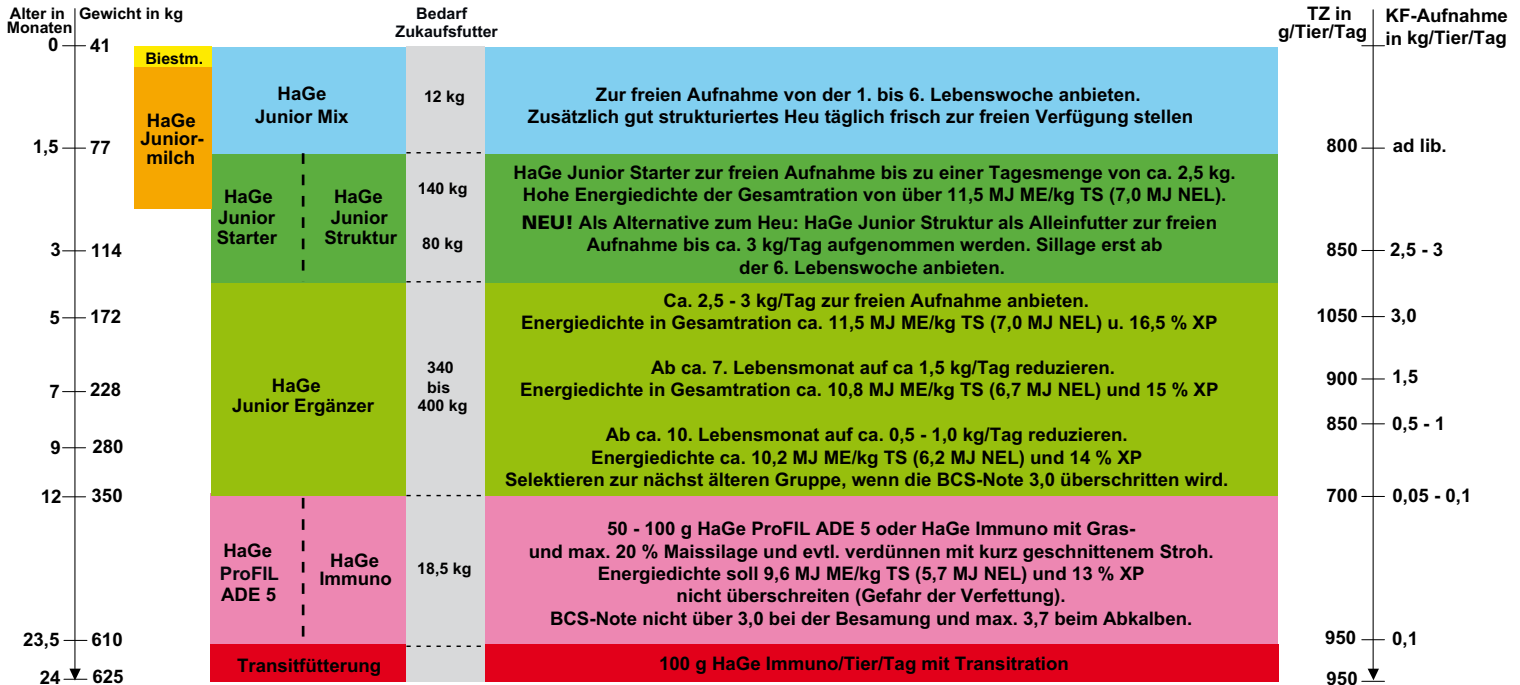 Alter in
Monaten
Gewicht in kg
Bedarf
Zukaufsfutter
TZ in
g/Tier/Tag
KF-Aufnahme
in kg/Tier/Tag
0 41
Biestm.
HaGe
Junior-
milch
HaGe
Junior Mix
12 kg
Zur freien Aufnahme von der 1. bis 6. Lebenswoche anbieten.
Zusätzlich gut strukturiertes Heu täglich frisch zur freien Verfügung stellen
1,5 77
800 ad lib.
HaGe
Junior
Starter
HaGe
Junior
Struktur
140 kg
80 kg
HaGe Junior Starter zur freien Aufnahme bis zu einer Tagesmenge von ca. 2,5 kg.
Hohe Energiedichte der Gesamtration von über 11,5 MJ ME/kg TS (7,0 MJ NEL).
NEU! Als Alternative zum Heu: HaGe Junior Struktur als Alleinfutter zur freien
Aufnahme bis ca. 3 kg/Tag aufgenommen werden. Sillage erst ab
der 6. Lebenswoche anbieten.
3 114
850 2,5 - 3
HaGe
Junior Ergänzer
340
bis
400 kg
Ca. 2,5 - 3 kg/Tag zur freien Aufnahme anbieten.
Energiedichte in Gesamtration ca. 11,5 MJ ME/kg TS (7,0 MJ NEL) u. 16,5 % XP
5 172
1050 3,0
Ab ca. 7. Lebensmonat auf ca 1,5 kg/Tag reduzieren.
Energiedichte in Gesamtration ca. 10,8 MJ ME/kg TS (6,7 MJ NEL) und 15 % XP
7 228
900 1,5
850 0,5 - 1
Ab ca. 10. Lebensmonat auf ca. 0,5 - 1,0 kg/Tag reduzieren.
Energiedichte ca. 10,2 MJ ME/kg TS (6,2 MJ NEL) und 14 % XP
Selektieren zur nächst älteren Gruppe, wenn die BCS-Note 3,0 überschritten wird.
9 280
12 350
700 0,05 - 0,1
HaGe
ProFIL
ADE 5
HaGe
Immuno
18,5 kg
50 - 100 g HaGe ProFIL ADE 5 oder HaGe Immuno mit Gras-
und max. 20 % Maissilage und evtl. verdünnen mit kurz geschnittenem Stroh.
Energiedichte soll 9,6 MJ ME/kg TS (5,7 MJ NEL) und 13 % XP
nicht überschreiten (Gefahr der Verfettung).
BCS-Note nicht über 3,0 bei der Besamung und max. 3,7 beim Abkalben.
23,5 610
950 0,1
Transitfütterung
100 g HaGe Immuno/Tier/Tag mit Transitration
24 625
950